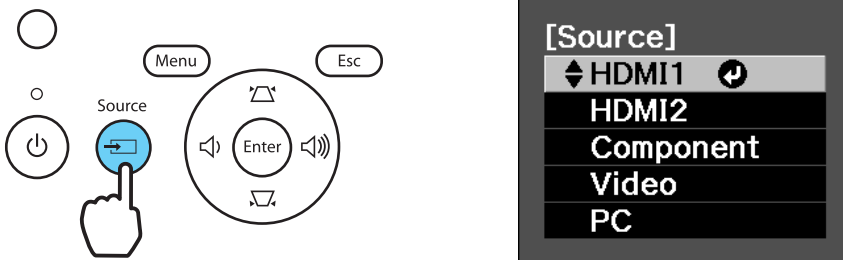 Menu
Esc
Source
Enter
[Source]
HDMI1
HDMI2
Component
Video
PC